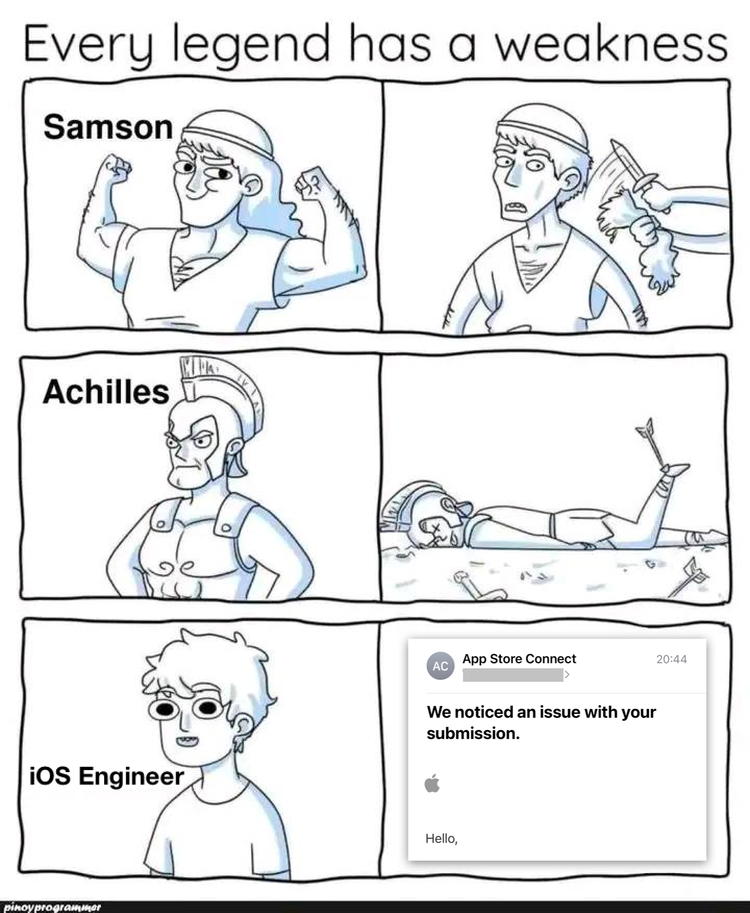 Every legend has a weakness
Samson
Achilles
iOS Engineer
AC
App Store Connect
20:44
We noticed an issue with your
submission.
Hello,
pinoyprogrammer